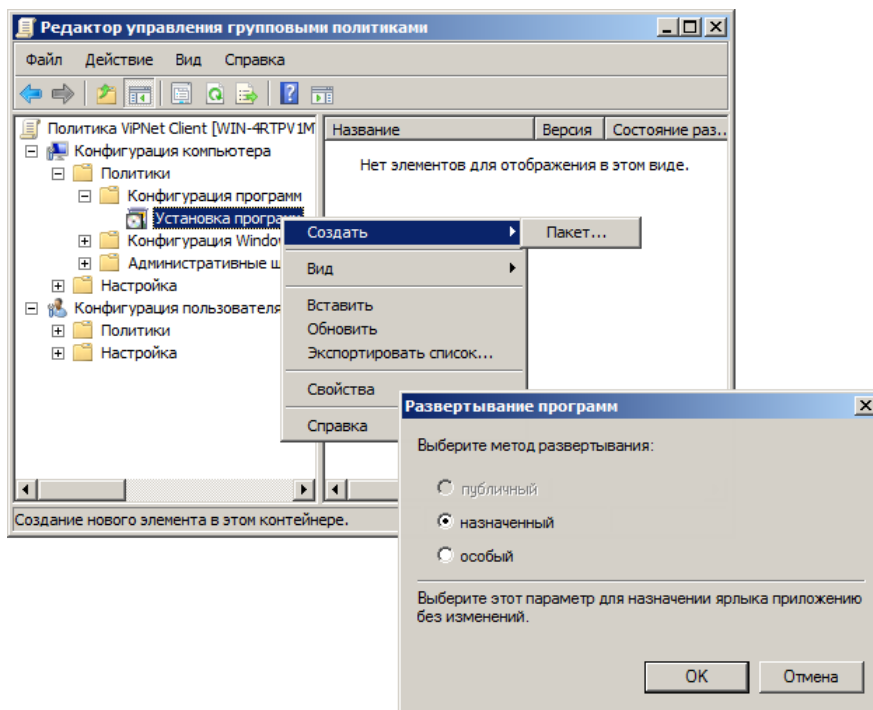 Редактор управления групповыми политиками
Файл Действие Вид Справка
Политика ViPNet Client [WIN-4RTPV1M
Название Версия Состояние раз..
Конфигурация компьютера
Нет элементов для отображения в этом виде.
Политики
Конфигурация программ
Установка программ
Создать
Пакет...
Конфигурация Windo
Административные ш
Вид
Настройка
Конфигурация пользователя
Вставить
Политики
Обновить
Настройка
Экспортировать список...
Свойства
Справка
Развертывание программ
Выберите метод развертывания:
публичный
назначенный
особый
Создание нового элемента в этом контейнере.
Выберите этот параметр для назначении ярлыка приложению
без изменений.
OK Отмена